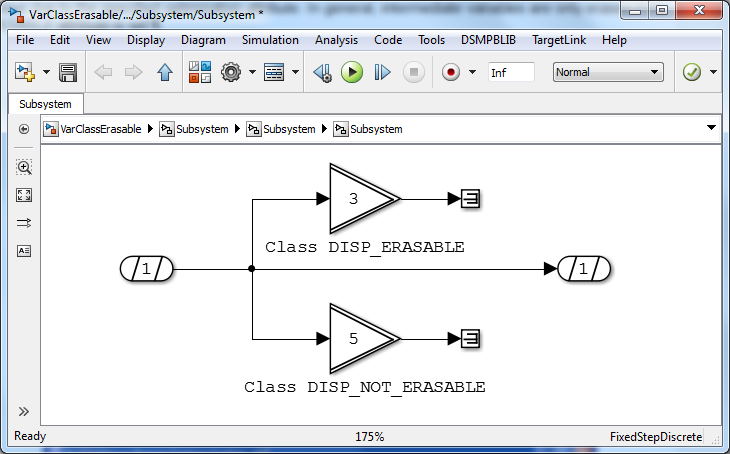 VarClassErasable/.../Subsystem/Subsystem *
File Edit View Display Diagram Simulation Analysis Code Tools DSMPBLIB TargetLink Help
Inf Normal
Subsystem
VarClassErasable Subsystem Subsystem Subsystem
3
Class DISP_ERASABLE
1 1
5
Class DISP_NOT_ERASABLE
Ready 175% FixedStepDiscrete